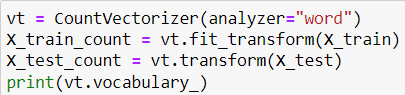 vt = CountVectorizer(analyzer="word")
X_train_count = vt.fit_transform(X_train)
X_test_count = vt.transform(X_test)
print(vt.vocabulary_)